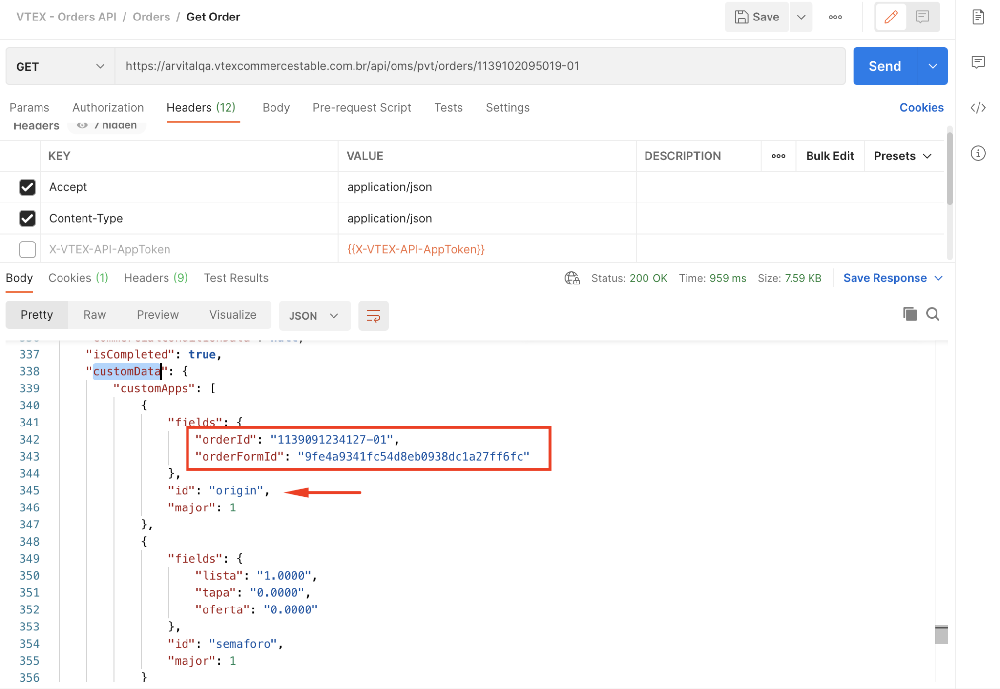 VTEX - Orders API / Orders / Get Order
Save
GET
https://arvitalqa.vtexcommercestable.com.br/api/oms/pvt/orders/1139102095019-01
Send
Params Authorization Headers (12) Body Pre-request Script Tests Settings Cookies
Headers 7 hidden
KEY VALUE DESCRIPTION Bulk Edit Presets
Accept application/json
Content-Type application/json
X-VTEX-API-AppToken {{X-VTEX-API-AppToken}}
Body Cookies (1) Headers (9) Test Results Status: 200 OK Time: 959 ms Size: 7.59 KB Save Response
Pretty Raw Preview Visualize JSON
336 "commercialConditionData": null,
337 "isCompleted": true,
338 "customData": {
339 "customApps": [
340 {
341 "fields": {
342 "orderId": "1139091234127-01",
343 "orderFormId": "9fe4a9341fc54d8eb0938dc1a27ff6fc"
344 },
345 "id": "origin",
346 "major": 1
347 },
348 {
349 "fields": {
350 "lista": "1.0000",
351 "tapa": "0.0000",
352 "oferta": "0.0000"
353 },
354 "id": "semaforo",
355 "major": 1
356 }